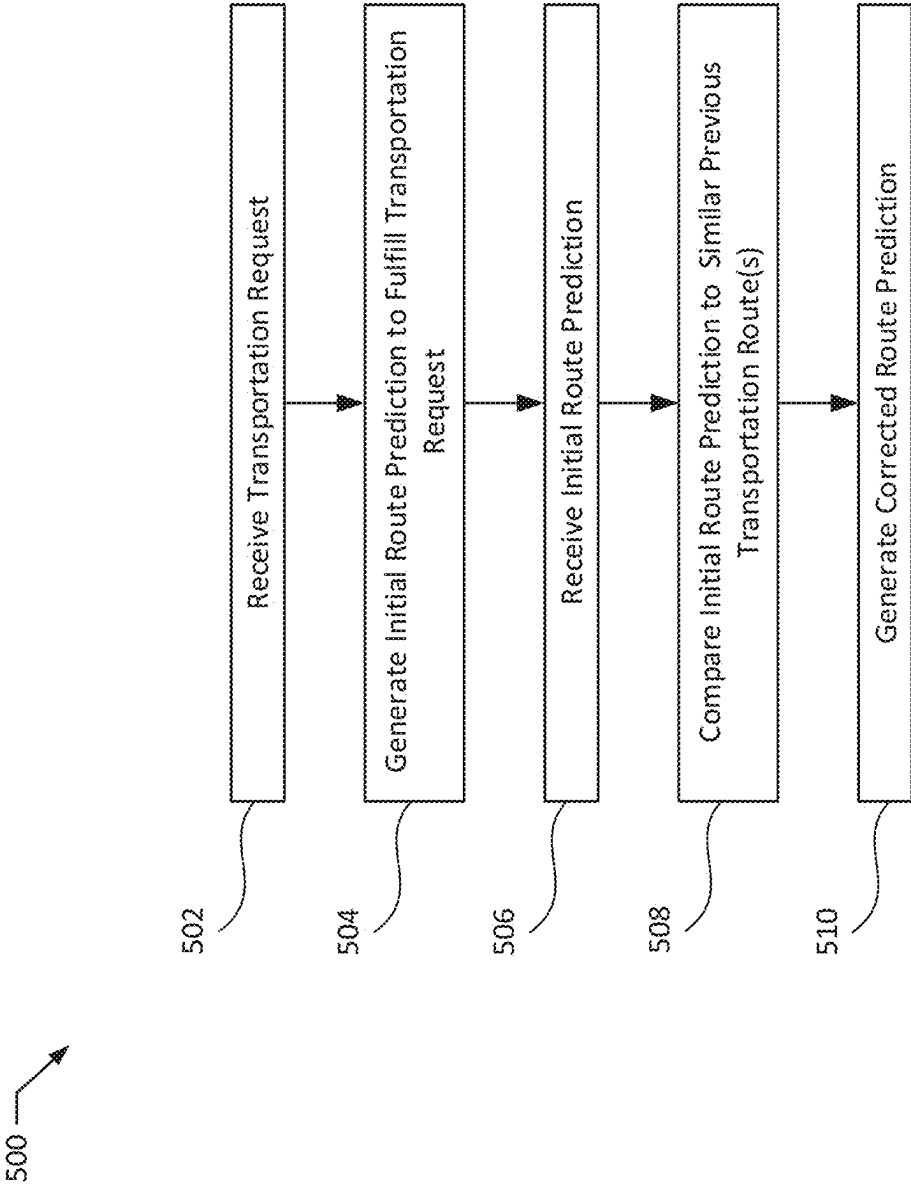 500
502
Receive Transportation Request
504
Generate Initial Route Prediction to Fulfill Transportation
Request
506
Receive Initial Route Prediction
508
Compare Initial Route Prediction to Similar Previous
Transportation Route(s)
510
Generate Corrected Route Prediction